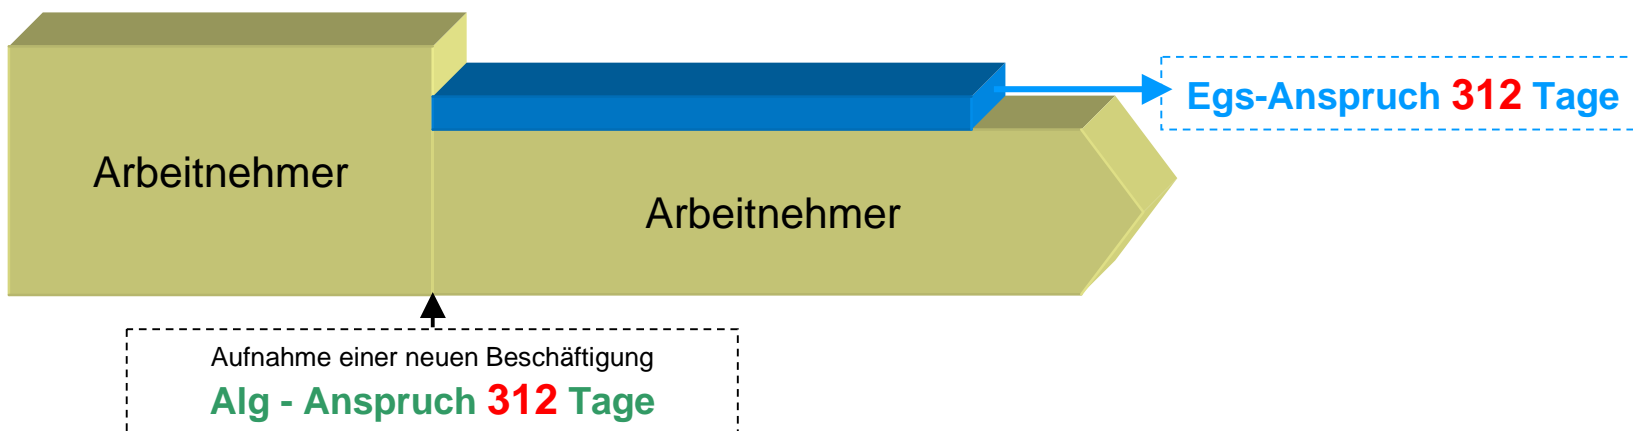 Egs-Anspruch 312 Tage
Arbeitnehmer
Arbeitnehmer
Aufnahme einer neuen Beschäftigung
Alg - Anspruch 312 Tage